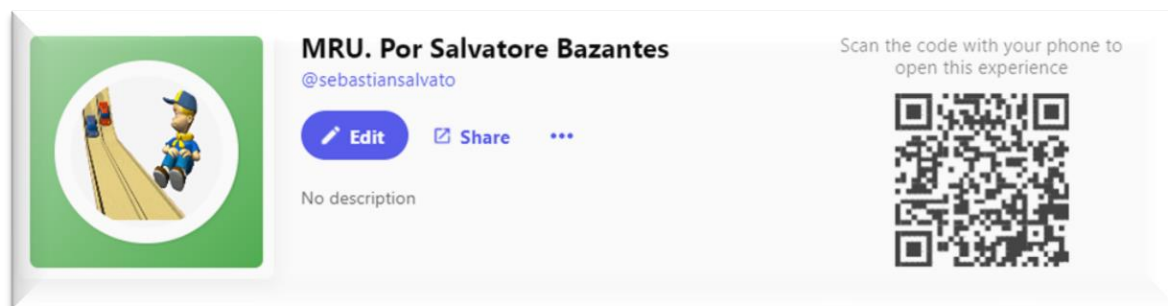 MRU. Por Salvatore Bazantes
@sebastiansalvato
Edit
Share
No description
Scan the code with your phone to
open this experience